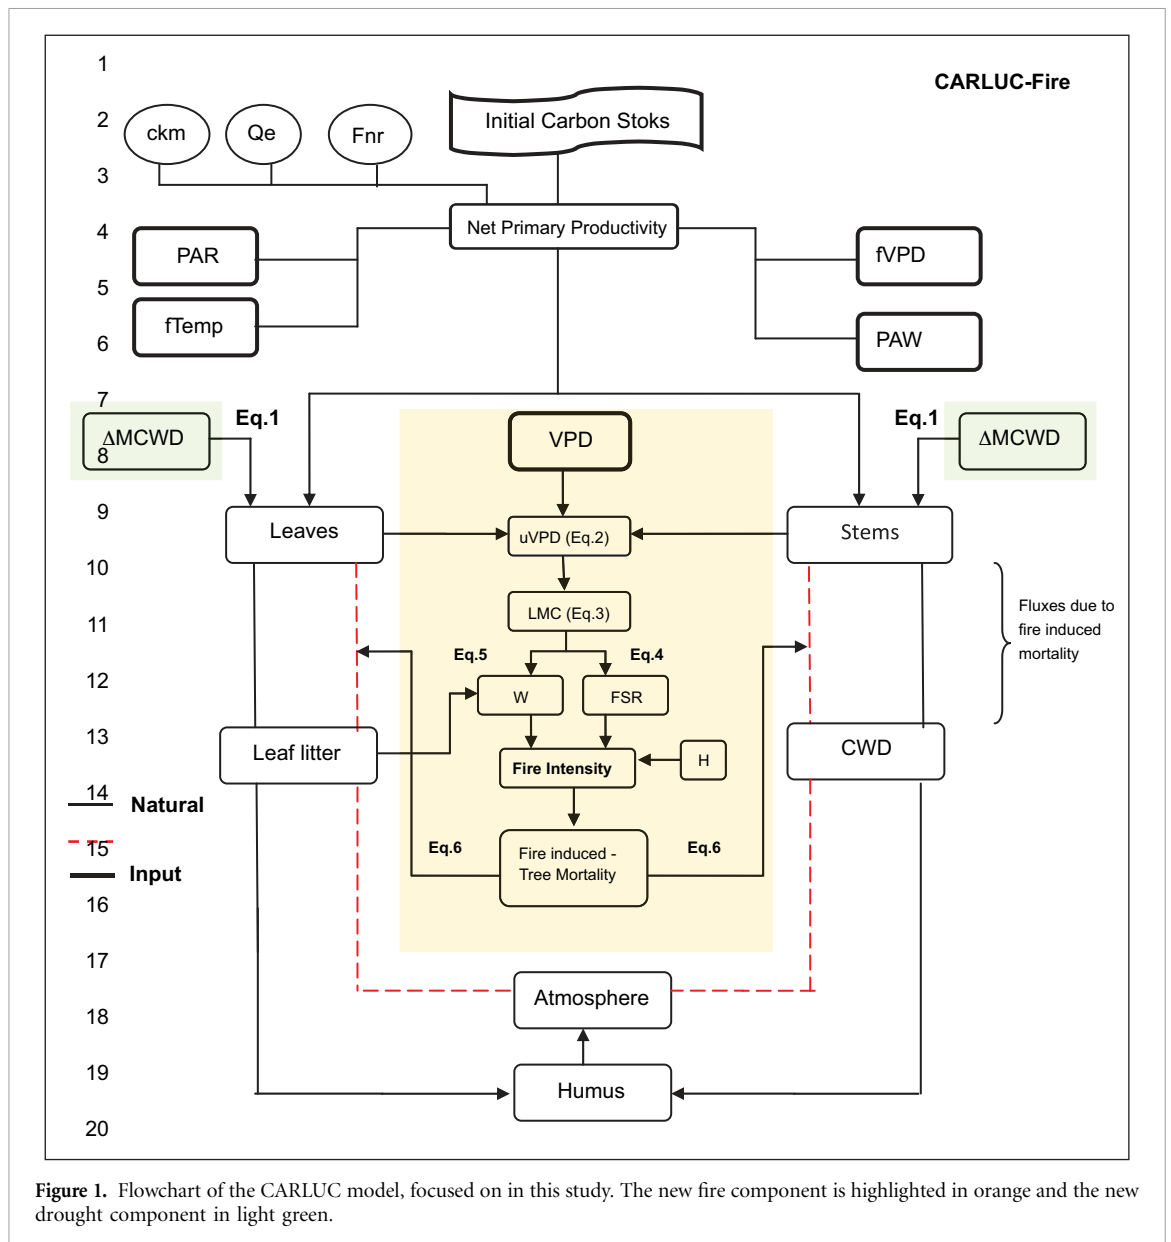 1
CARLUC-Fire
2
ckm
Qe
Fnr
Initial Carbon Stoks
3
4
Net Primary Productivity
PAR
fVPD
5
fTemp
6
PAW
7
Eq.1
Eq.1
ΔMCWD
VPD
ΔMCWD
8
9
Leaves
uVPD (Eq.2)
Stems
10
LMC (Eq.3)
Fluxes due to
fire induced
mortality
11
Eq.5
Eq.4
12
W
FSR
13
Leaf litter
CWD
Fire Intensity
H
14
Natural
15
Eq.6
Eq.6
Fire induced -
Tree Mortality
Input
16
17
Atmosphere
18
19
Humus
20
Figure 1. Flowchart of the CARLUC model, focused on in this study. The new fire component is highlighted in orange and the new
drought component in light green.